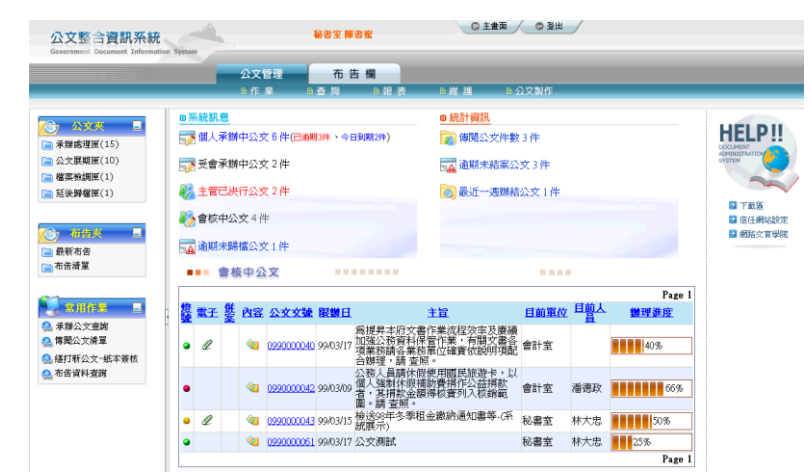 公文整合資訊系統
Government Document Information System
秘書室 陳書蜜
主畫面
登出
公文管理
布告欄
作業
查詢
報表
維護
公文製作
公文夾
承辦處理匣(15)
公文展期匣(10)
檔案檢調匣(1)
延後歸檔匣(1)
布告夾
最新布告
布告清單
常用作業
承辦公文查詢
傳閱公文清單
繕打新公文-紙本簽核
布告資料查詢
系統訊息
個人承辦中公文 6 件(已逾期3件、今日到期2件)
受會承辦中公文 2 件
主管已決行公文 2 件
會核中公文 4 件
逾期未歸檔公文 1 件
統計資訊
傳閱公文件數 3 件
逾期未結案公文 3 件
最近一週辦結公文 1 件
HELP!!
DOCUMENT
ADMINISTRATION
SYSTEM
下載區
信任網站設定
網路文官學院
會核中公文
Page 1
燈號 電子 併案 內容 公文文號 限辦日 主旨 目前單位 目前人員 辦理進度
0990000040 99/03/17 為提昇本府文書作業流程效率及賡續
加強公務資料保管作業,有關文書各
項業務請各業務單位確實依說明項配
合辦理,請 查照。 會計室 40%
0990000042 99/03/09 公務人員請休假使用國民旅遊卡,以
個人強制休假補助費捐作公益捐款
者,其捐款金額得核實列入核銷範
圍。請 查照。 會計室 潘德政 66%
0990000043 99/03/15 檢送98年冬季租金繳納通知書等-(系
統展示) 秘書室 林大忠 50%
0990000061 99/03/17 公文測試 秘書室 林大忠 25%
Page 1